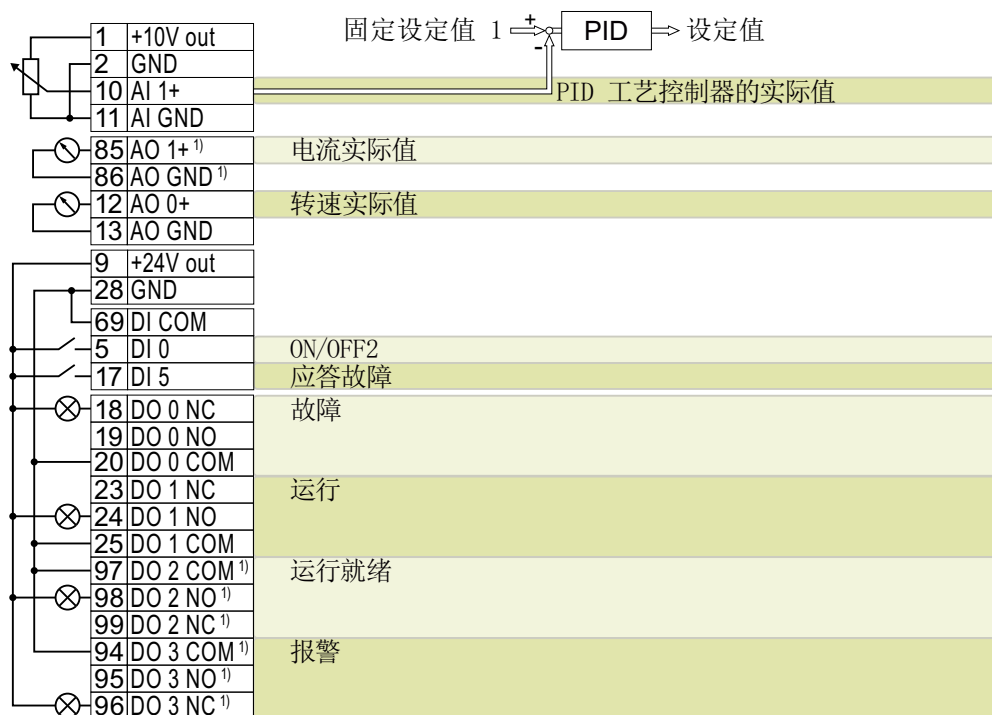 固定设定值 1 + - PID 设定值
1 +10V out
2 GND
10 AI 1+ PID 工艺控制器的实际值
11 AI GND
85 AO 1+ 1) 电流实际值
86 AO GND 1)
12 AO 0+ 转速实际值
13 AO GND
9 +24V out
28 GND
69 DI COM
5 DI 0 ON/OFF2
17 DI 5 应答故障
18 DO 0 NC 故障
19 DO 0 NO
20 DO 0 COM
23 DO 1 NC 运行
24 DO 1 NO
25 DO 1 COM
97 DO 2 COM 1) 运行就绪
98 DO 2 NO 1)
99 DO 2 NC 1)
94 DO 3 COM 1) 报警
95 DO 3 NO 1)
96 DO 3 NC 1)